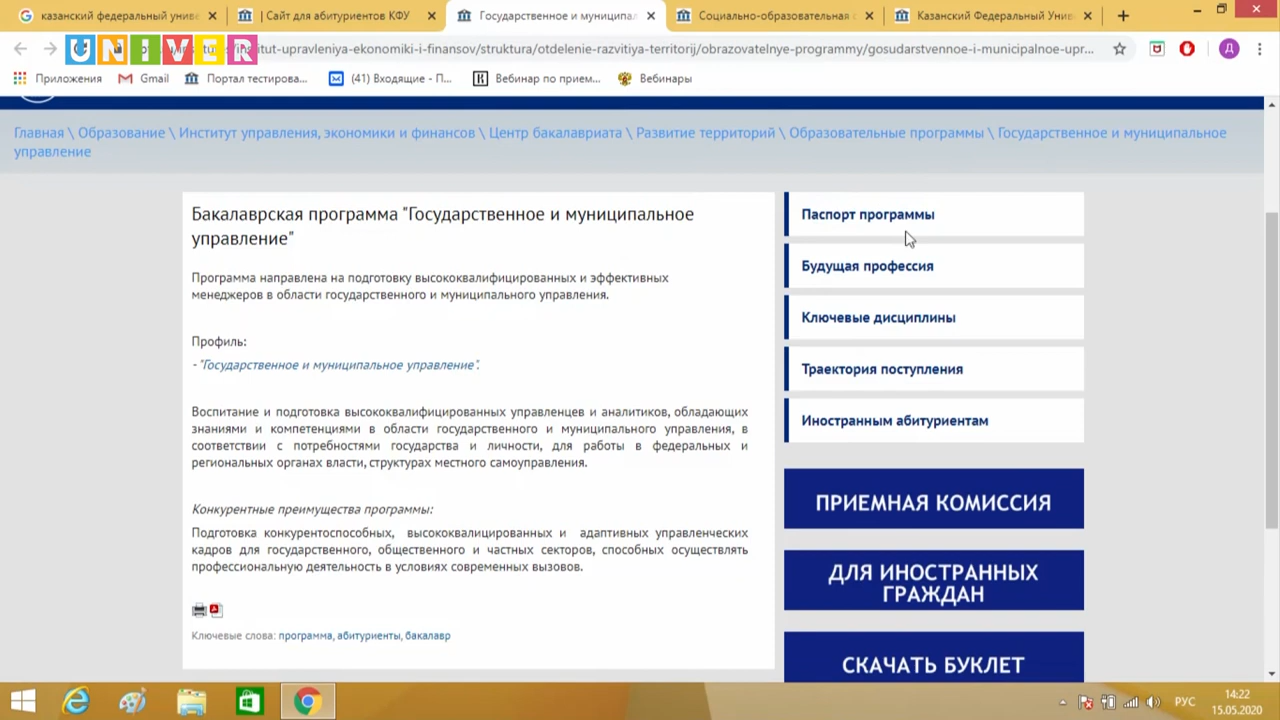 казанский федеральный униве
| Сайт для абитуриентов КФУ
Государственное и муниципал
Социально-образовательная с
Казанский Федеральный Унив
UNIVER
institut-upravleniya-ekonomiki-i-finansov/struktura/otdelenie-razvitiya-territorij/obrazovatelnye-programmy/gosudarstvennoe-i-municipalnoe-upr...
Д
Приложения
Gmail
Портал тестирова...
(41) Входящие - П...
Вебинар по прием...
Вебинары
Главная \ Образование \ Институт управления, экономики и финансов \ Центр бакалавриата \ Развитие территорий \ Образовательные программы \ Государственное и муниципальное
управление
Бакалаврская программа "Государственное и муниципальное
управление"
Программа направлена на подготовку высококвалифицированных и эффективных
менеджеров в области государственного и муниципального управления.
Профиль:
- "Государственное и муниципальное управление".
Воспитание и подготовка высококвалифицированных управленцев и аналитиков, обладающих
знаниями и компетенциями в области государственного и муниципального управления, в
соответствии с потребностями государства и личности, для работы в федеральных и
региональных органах власти, структурах местного самоуправления.
Конкурентные преимущества программы:
Подготовка конкурентоспособных, высококвалицированных и адаптивных управленческих
кадров для государственного, общественного и частных секторов, способных осуществлять
профессиональную деятельность в условиях современных вызовов.
Ключевые слова: программа, абитуриенты, бакалавр
Паспорт программы
Будущая профессия
Ключевые дисциплины
Траектория поступления
Иностранным абитуриентам
ПРИЕМНАЯ КОМИССИЯ
ДЛЯ ИНОСТРАННЫХ
ГРАЖДАН
СКАЧАТЬ БУКЛЕТ
РУС
14:22
15.05.2020